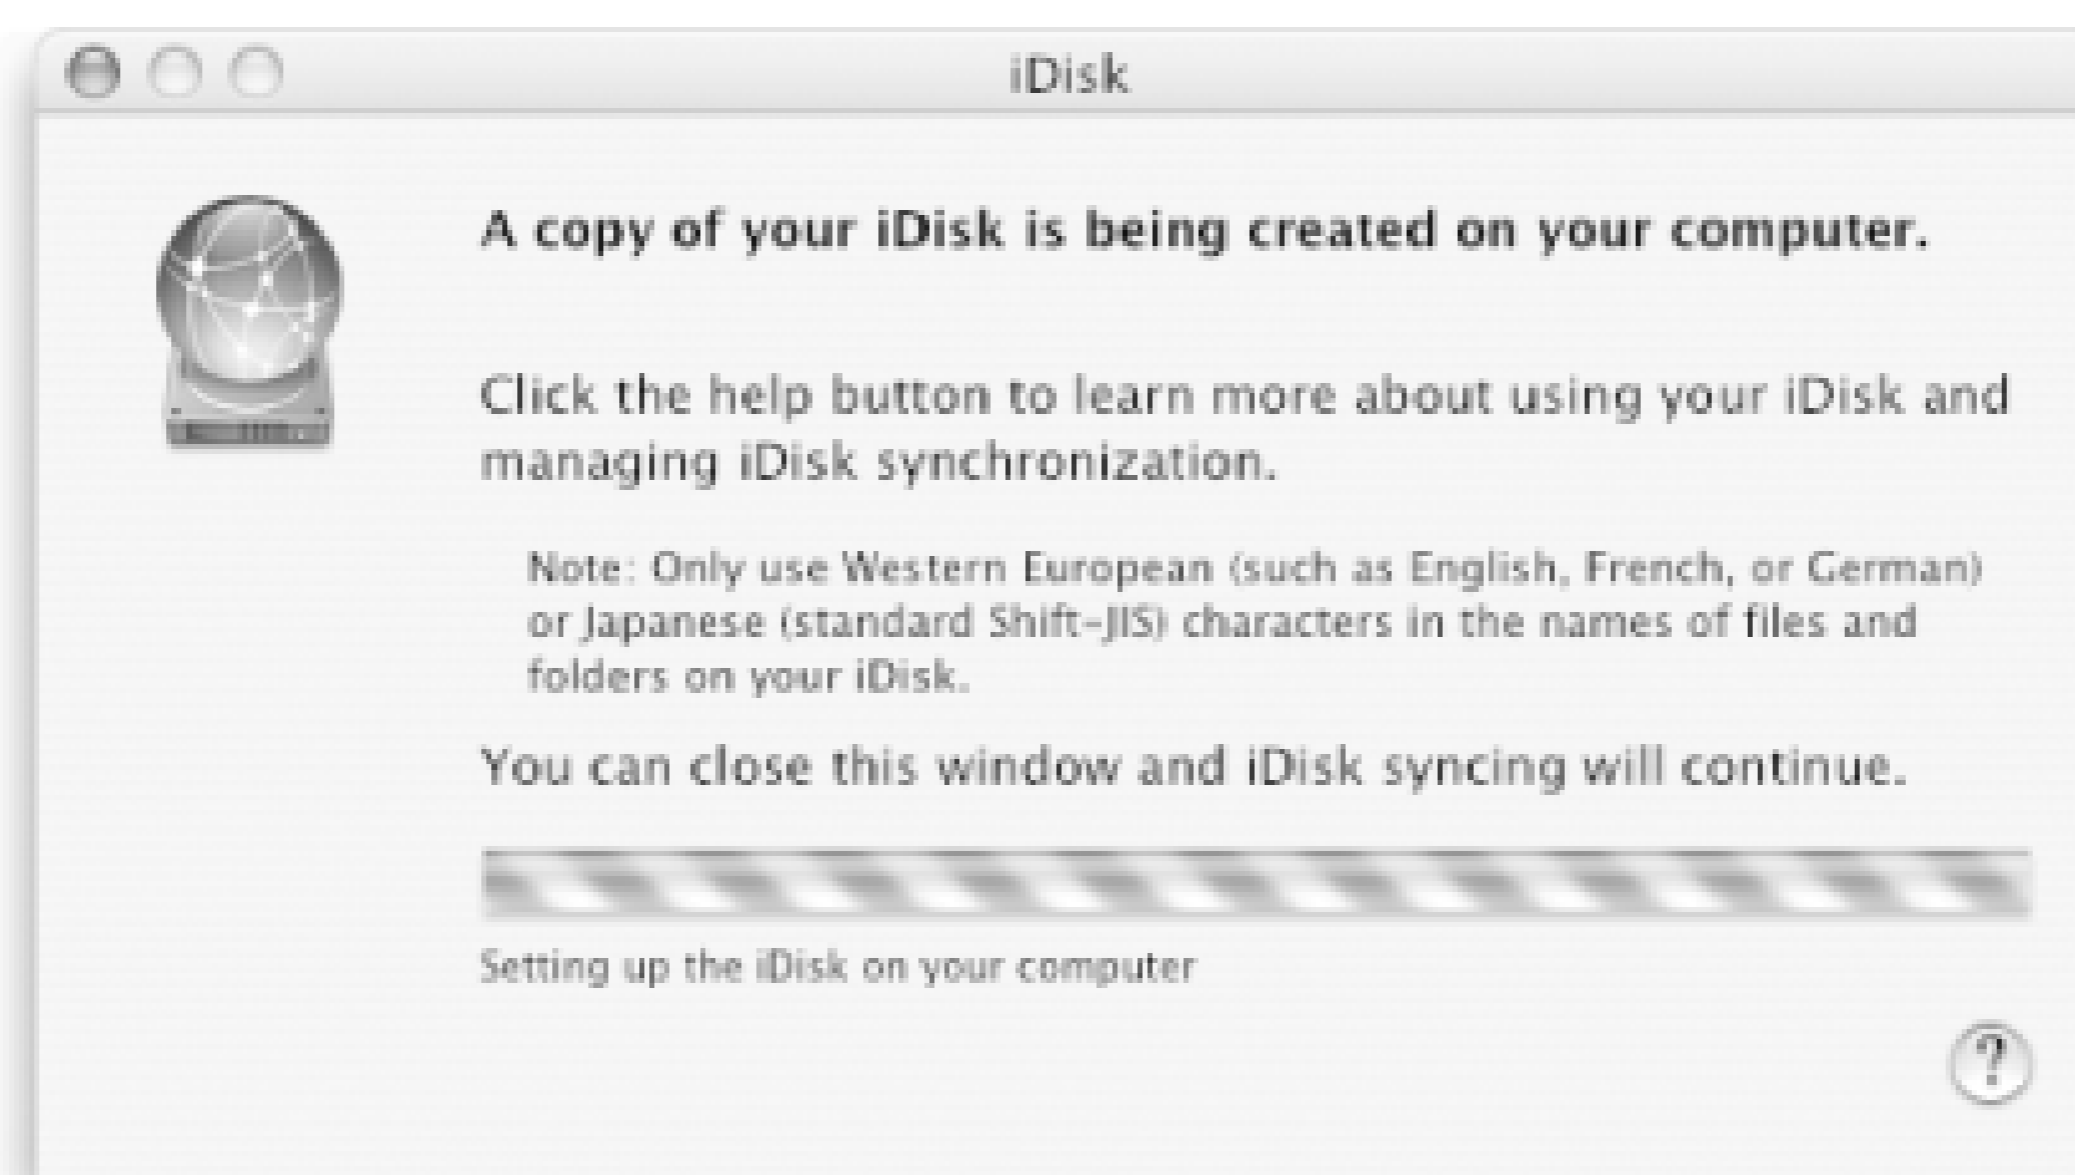 iDisk
A copy of your iDisk is being created on your computer.
Click the help button to learn more about using your iDisk and
managing iDisk synchronization.
Note: Only use Western European (such as English, French, or German)
or Japanese (standard Shift-JIS) characters in the names of files and
folders on your iDisk.
You can close this window and iDisk syncing will continue.
Setting up the iDisk on your computer
?